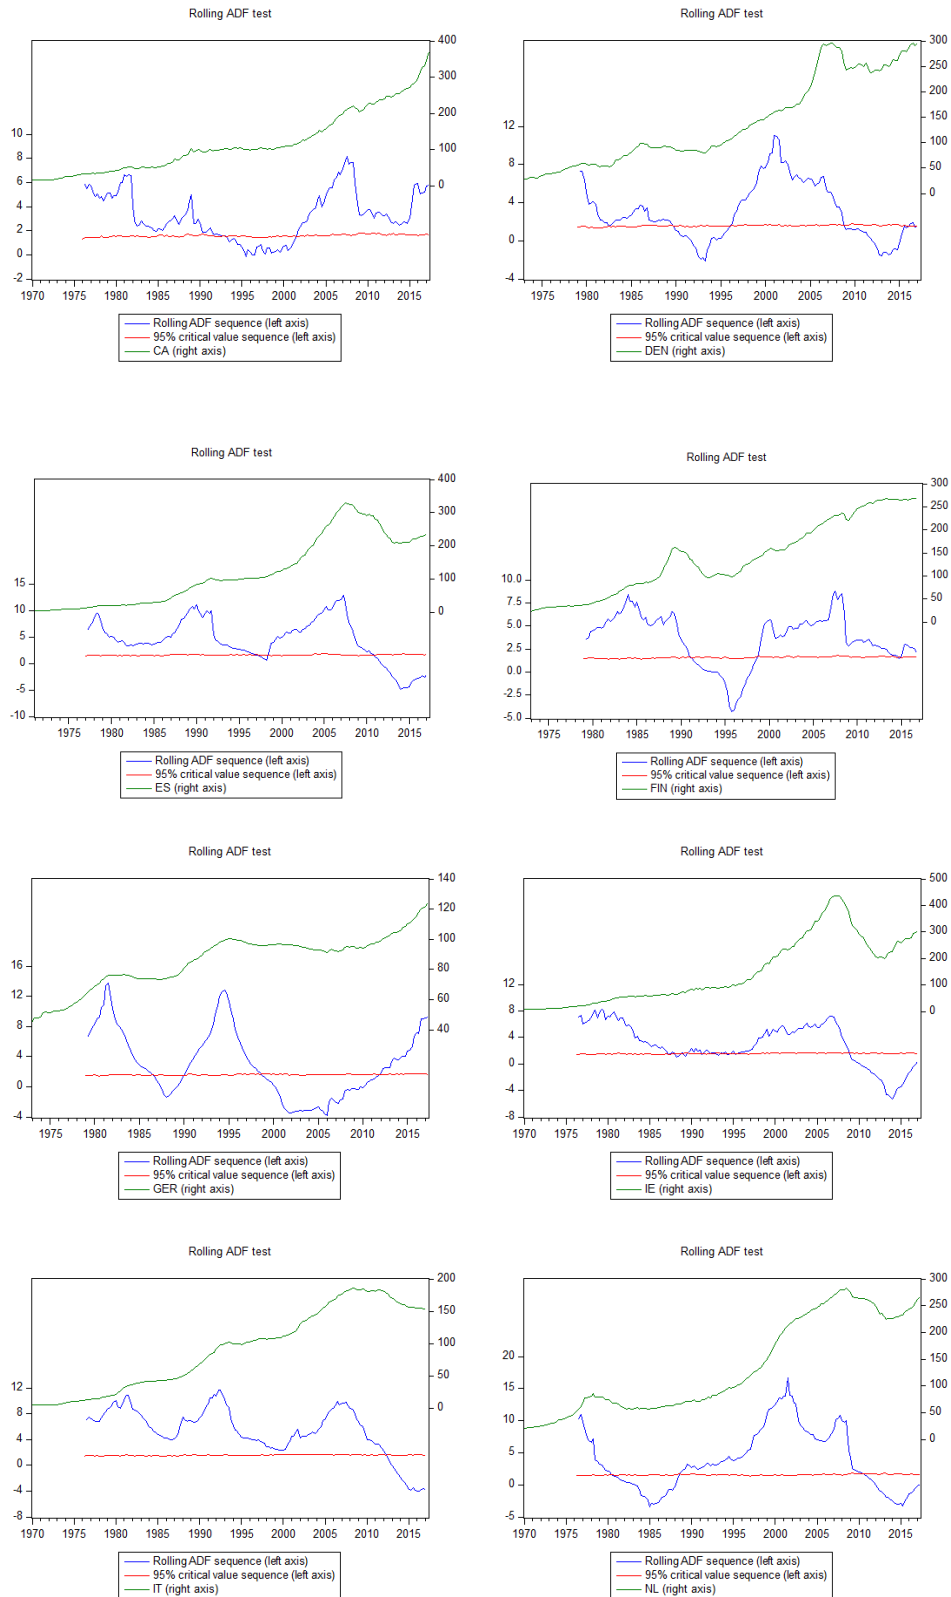 Rolling ADF test
400
300
200
100
0
10
8
6
4
2
0
-2
1970 1975 1980 1985 1990 1995 2000 2005 2010 2015
Rolling ADF sequence (left axis)
95% critical value sequence (left axis)
CA (right axis)
Rolling ADF test
300
250
200
150
100
50
0
12
8
4
0
-4
1975 1980 1985 1990 1995 2000 2005 2010 2015
Rolling ADF sequence (left axis)
95% critical value sequence (left axis)
DEN (right axis)
Rolling ADF test
400
300
200
100
0
15
10
5
0
-5
-10
1975 1980 1985 1990 1995 2000 2005 2010 2015
Rolling ADF sequence (left axis)
95% critical value sequence (left axis)
ES (right axis)
Rolling ADF test
300
250
200
150
100
50
0
10.0
7.5
5.0
2.5
0.0
-2.5
-5.0
1975 1980 1985 1990 1995 2000 2005 2010 2015
Rolling ADF sequence (left axis)
95% critical value sequence (left axis)
FIN (right axis)
Rolling ADF test
140
120
100
80
60
40
16
12
8
4
0
-4
1975 1980 1985 1990 1995 2000 2005 2010 2015
Rolling ADF sequence (left axis)
95% critical value sequence (left axis)
GER (right axis)
Rolling ADF test
500
400
300
200
100
0
12
8
4
0
-4
-8
1970 1975 1980 1985 1990 1995 2000 2005 2010 2015
Rolling ADF sequence (left axis)
95% critical value sequence (left axis)
IE (right axis)
Rolling ADF test
200
150
100
50
0
12
8
4
0
-4
-8
1970 1975 1980 1985 1990 1995 2000 2005 2010 2015
Rolling ADF sequence (left axis)
95% critical value sequence (left axis)
IT (right axis)
Rolling ADF test
300
250
200
150
100
50
0
20
15
10
5
0
-5
1970 1975 1980 1985 1990 1995 2000 2005 2010 2015
Rolling ADF sequence (left axis)
95% critical value sequence (left axis)
NL (right axis)